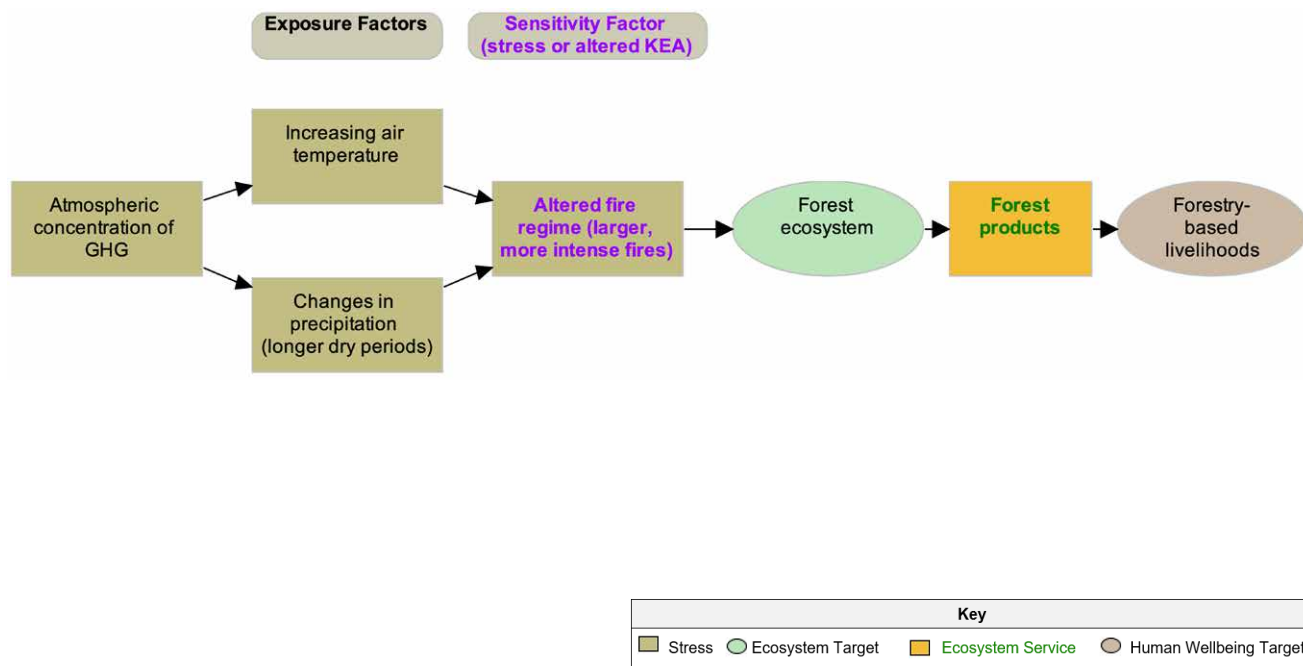 Exposure Factors
Sensitivity Factor
(stress or altered KEA)
Increasing air
temperature
Atmospheric
concentration of
GHG
Altered fire
regime (larger,
more intense fires)
Forest
ecosystem
Forest
products
Forestry-
based
livelihoods
Changes in
precipitation
(longer dry periods)
Key
Stress
Ecosystem Target
Ecosystem Service
Human Wellbeing Target